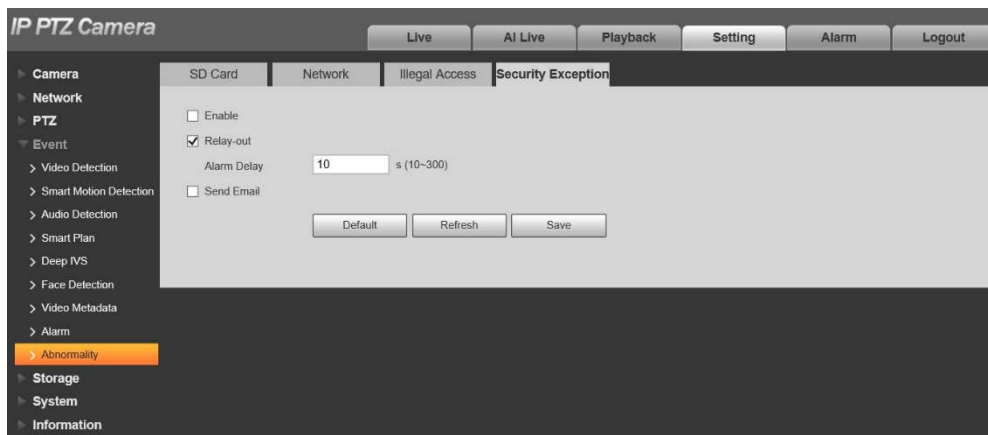 IP PTZ Camera
Live AI Live Playback Setting Alarm Logout
Camera
Network
PTZ
Event
Video Detection
Smart Motion Detection
Audio Detection
Smart Plan
Deep IVS
Face Detection
Video Metadata
Alarm
Abnormality
Storage
System
Information
SD Card Network Illegal Access Security Exception
Enable
Relay-out
Alarm Delay 10 s (10~300)
Send Email
Default Refresh Save